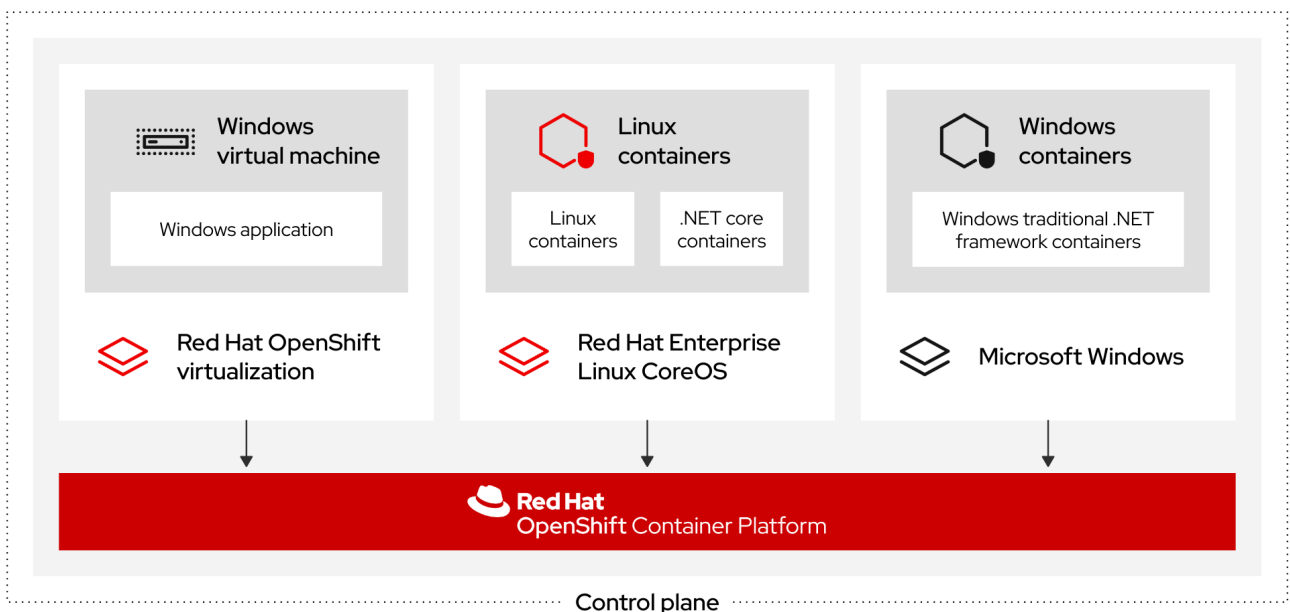 Windows
virtual machine
Windows application
Red Hat OpenShift
virtualization
Linux
containers
Linux
containers
.NET core
containers
Red Hat Enterprise
Linux CoreOS
Windows
containers
Windows traditional .NET
framework containers
Microsoft Windows
Red Hat
OpenShift Container Platform
Control plane